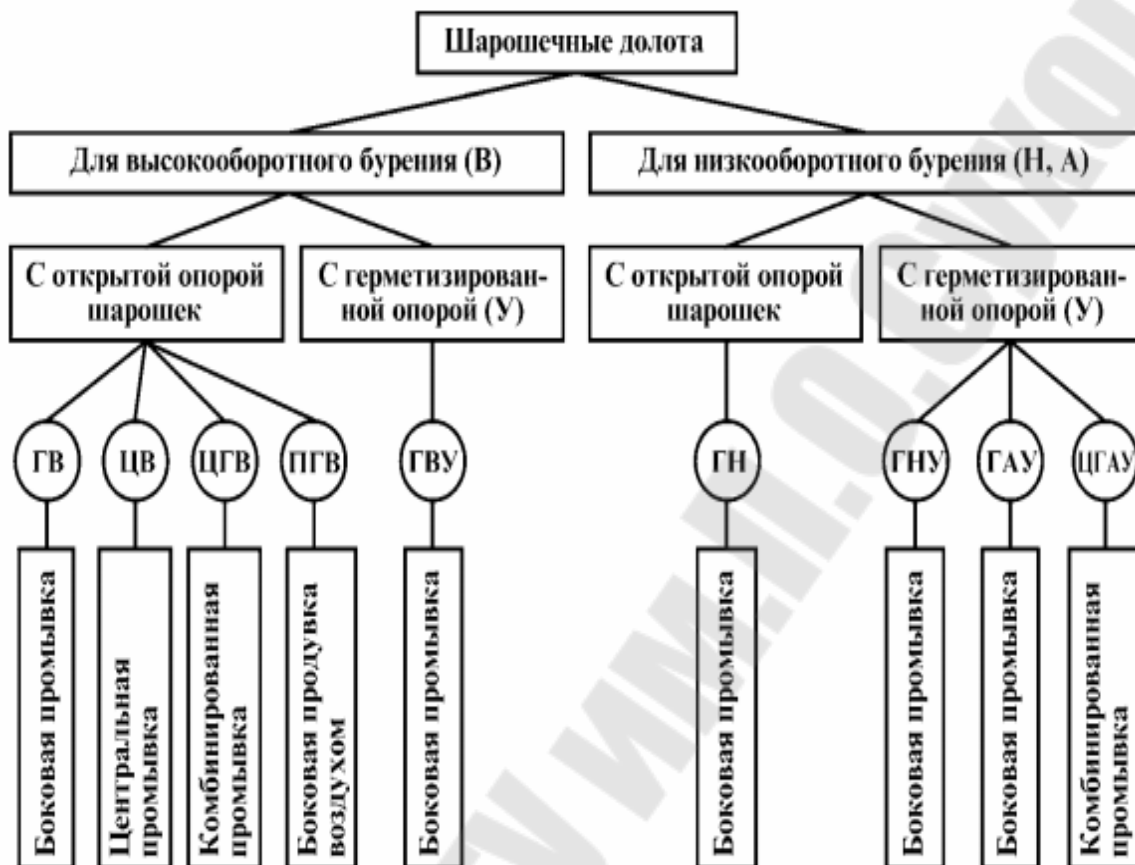 Шарошечные долота
Для высокооборотного бурения (В)
Для низкооборотного бурения (Н, А)
С открытой опорой
шарошек
С герметизирован-
ной опорой (У)
С открытой опорой
шарошек
С герметизирован-
ной опорой (У)
ГВ
ЦВ
ЦГВ
ПГВ
ГВУ
ГН
ГНУ
ГАУ
ЦГАУ
Боковая промывка
Центральная
промывка
Комбинированная
промывка
Боковая продувка
воздухом
Боковая промывка
Боковая промывка
Боковая промывка
Боковая промывка
Комбинированная
промывка